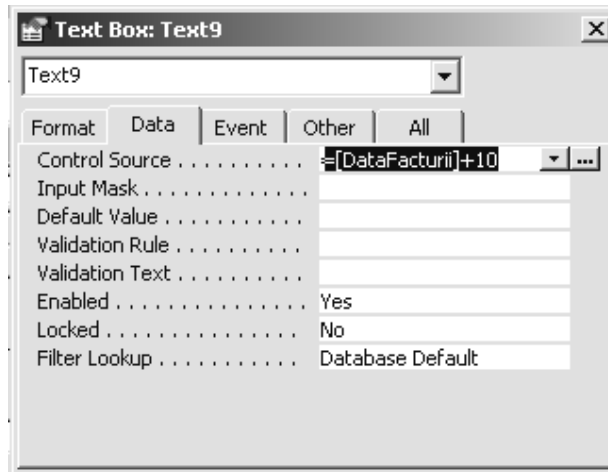 Text Box: Text9
Text9
Format Data Event Other All
Control Source . . . . . . . . . . =[DataFacturii]+10
Input Mask . . . . . . . . . . . . .
Default Value . . . . . . . . . . .
Validation Rule . . . . . . . . . .
Validation Text . . . . . . . . . .
Enabled . . . . . . . . . . . . . . . Yes
Locked . . . . . . . . . . . . . . . . No
Filter Lookup . . . . . . . . . . . Database Default